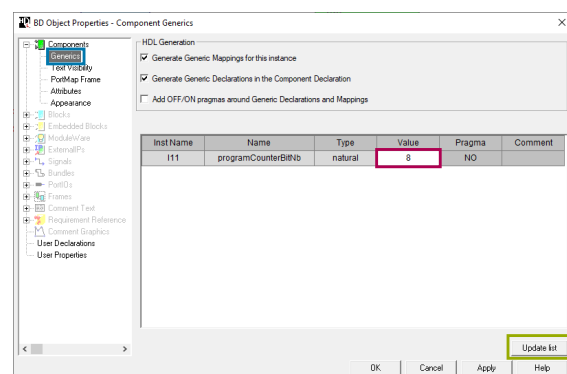 BD Object Properties - Component Generics
Components
Generics
Text Visibility
PortMap Frame
Attributes
Appearance
Blocks
Embedded Blocks
ModuleWare
ExternalIPs
Signals
Bundles
PortIOs
Frames
Comment Text
Requirement Reference
Comment Graphics
User Declarations
User Properties
HDL Generation
Generate Generic Mappings for this instance
Generate Generic Declarations in the Component Declaration
Add OFF/ON pragmas around Generic Declarations and Mappings
Inst Name Name Type Value Pragma Comment
I11 programCounterBitNb natural 8 NO
Update list
OK Cancel Apply Help